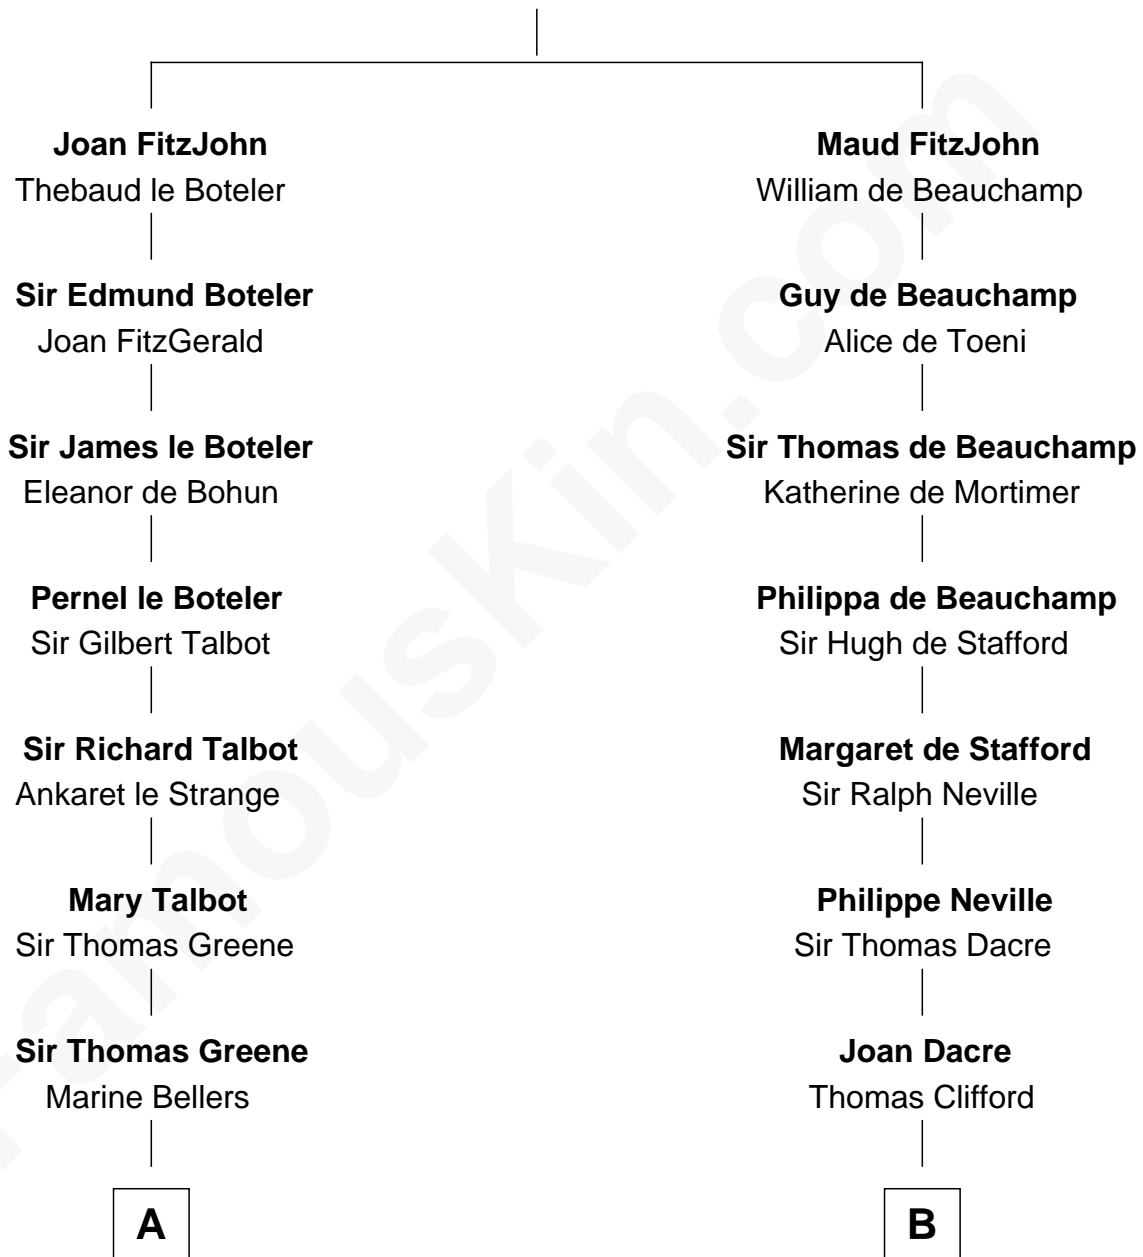 Joan FitzJohn
Thebaud le Boteler
Sir Edmund Boteler
Joan FitzGerald
Sir James le Boteler
Eleanor de Bohun
Pernel le Boteler
Sir Gilbert Talbot
Sir Richard Talbot
Ankaret le Strange
Mary Talbot
Sir Thomas Greene
Sir Thomas Greene
Marine Bellers
A
Maud FitzJohn
William de Beauchamp
Guy de Beauchamp
Alice de Toeni
Sir Thomas de Beauchamp
Katherine de Mortimer
Philippa de Beauchamp
Sir Hugh de Stafford
Margaret de Stafford
Sir Ralph Neville
Philippe Neville
Sir Thomas Dacre
Joan Dacre
Thomas Clifford
B
FamousKin.com